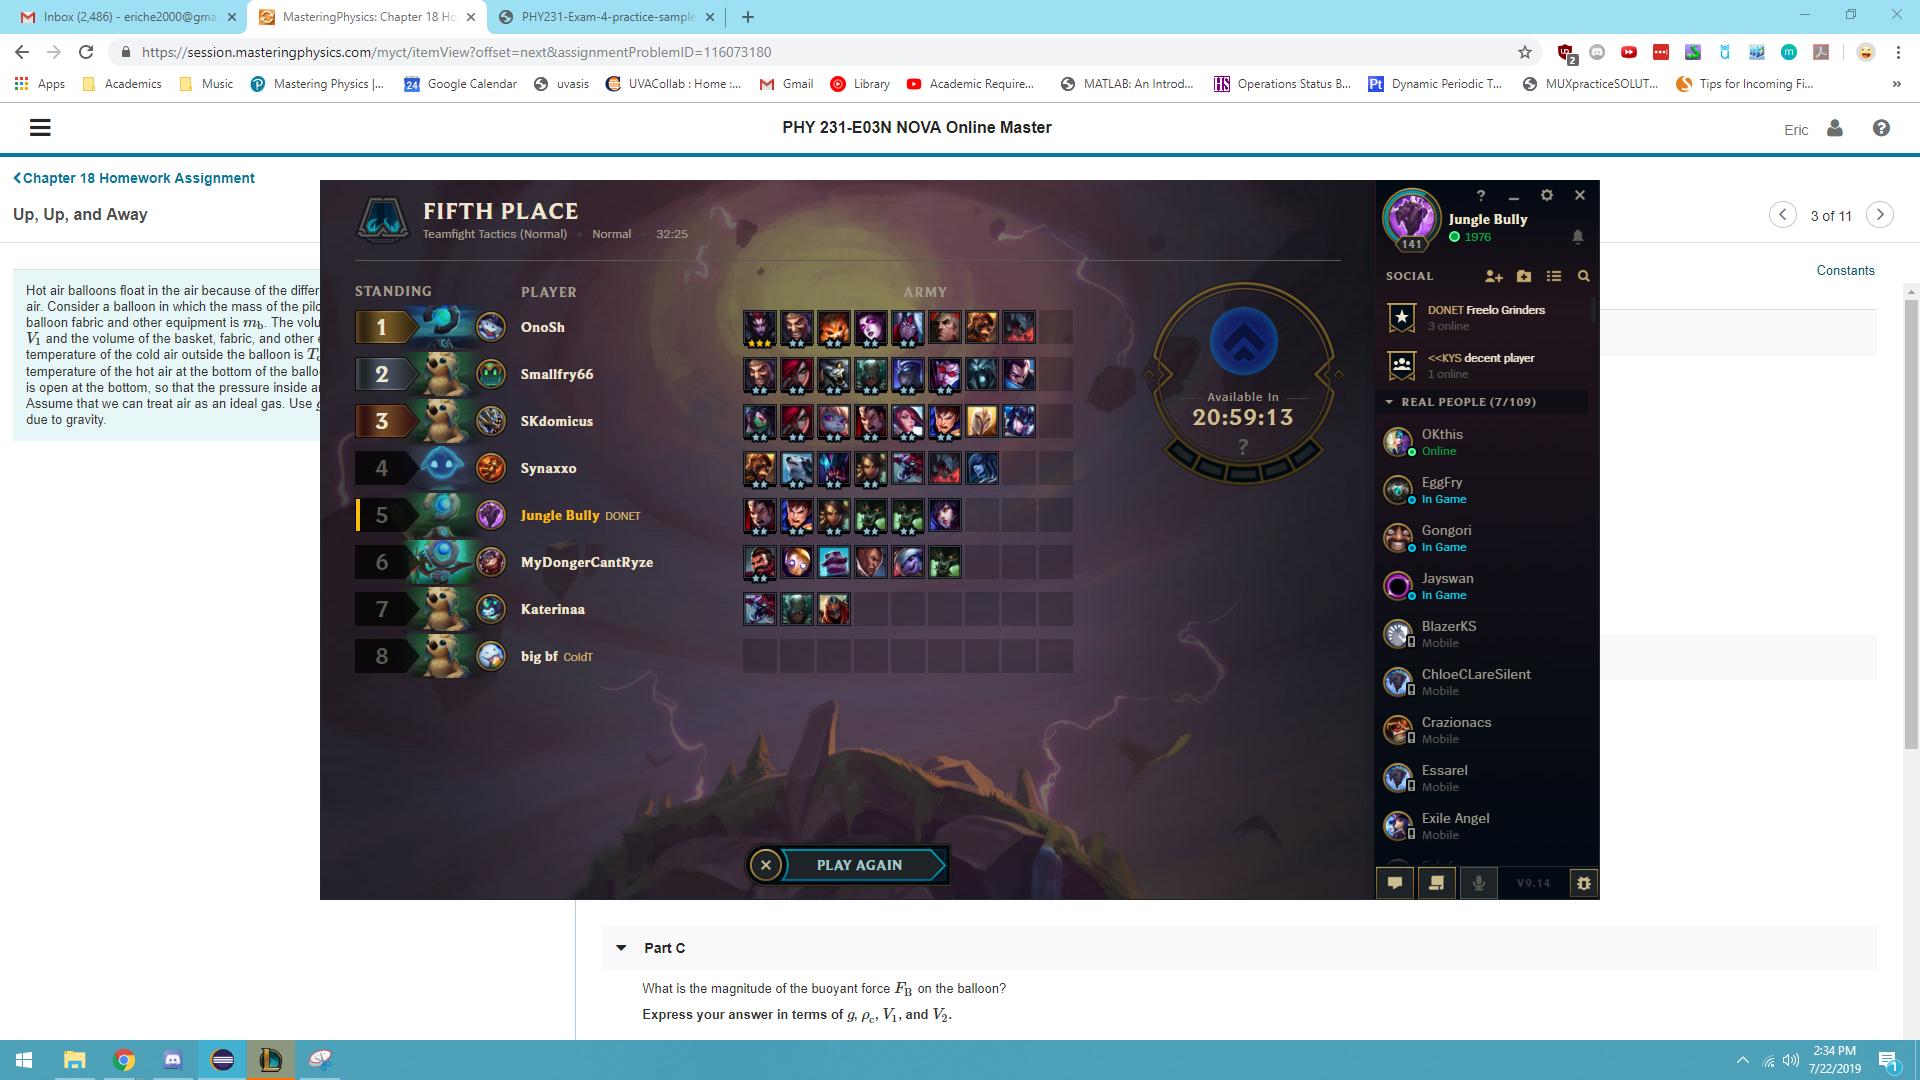 Inbox (2,486) - eriche2000@gma
MasteringPhysics: Chapter 18 Ho
PHY231-Exam-4-practice-sample
https://session.masteringphysics.com/myct/itemView?offset=next&assignmentProblemID=116073180
2
Apps
Academics
Music
Mastering Physics |...
24
Google Calendar
uvasis
UVACollab : Home :...
Gmail
Library
Academic Require...
MATLAB: An Introd...
HS
Operations Status B...
Pt
Dynamic Periodic T...
MUXpracticeSOLUT...
Tips for Incoming Fi...
»
PHY 231-E03N NOVA Online Master
Eric
Chapter 18 Homework Assignment
Up, Up, and Away
3 of 11
Constants
Hot air balloons float in the air because of the differ
air. Consider a balloon in which the mass of the pilo
balloon fabric and other equipment is m_b. The volu
V_1 and the volume of the basket, fabric, and other e
temperature of the cold air outside the balloon is T_c
temperature of the hot air at the bottom of the ballo
is open at the bottom, so that the pressure inside an
Assume that we can treat air as an ideal gas. Use g
due to gravity.
FIFTH PLACE
Teamfight Tactics (Normal) • Normal 32:25
STANDING PLAYER ARMY
1 OnoSh
2 Smallfry66
3 SKdomicus
4 Synaxxo
5 Jungle Bully DONET
6 MyDongerCantRyze
7 Katerinaa
8 big bf ColdT
Available In
20:59:13
?
PLAY AGAIN
?
Jungle Bully
141
1976
SOCIAL
DONET Freelo Grinders
3 online
<<KYS decent player
1 online
REAL PEOPLE (7/109)
OKthis
Online
EggFry
In Game
Gongori
In Game
Jayswan
In Game
BlazerKS
Mobile
ChloeCLareSilent
Mobile
Crazionacs
Mobile
Essarel
Mobile
Exile Angel
Mobile
V9.14
Part C
What is the magnitude of the buoyant force F_B on the balloon?
Express your answer in terms of g, ρ_c, V_1, and V_2.
2:34 PM
7/22/2019
1